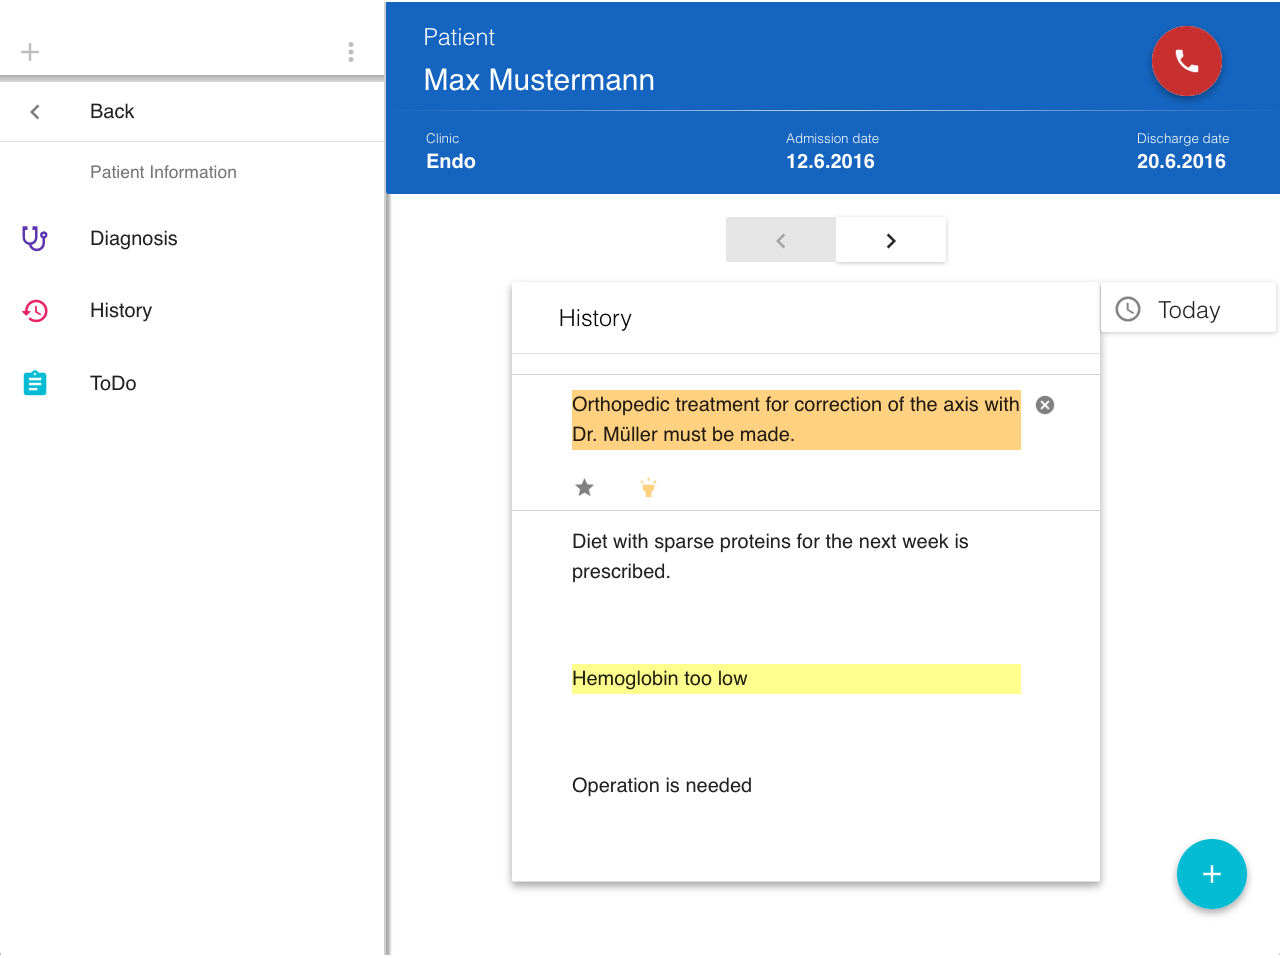 Patient
Max Mustermann
Back
Clinic
Admission date
Discharge date
Endo
12.6.2016
20.6.2016
Patient Information
Diagnosis
History
ToDo
History
Today
Orthopedic treatment for correction of the axis with
Dr. Müller must be made.
Diet with sparse proteins for the next week is
prescribed.
Hemoglobin too low
Operation is needed